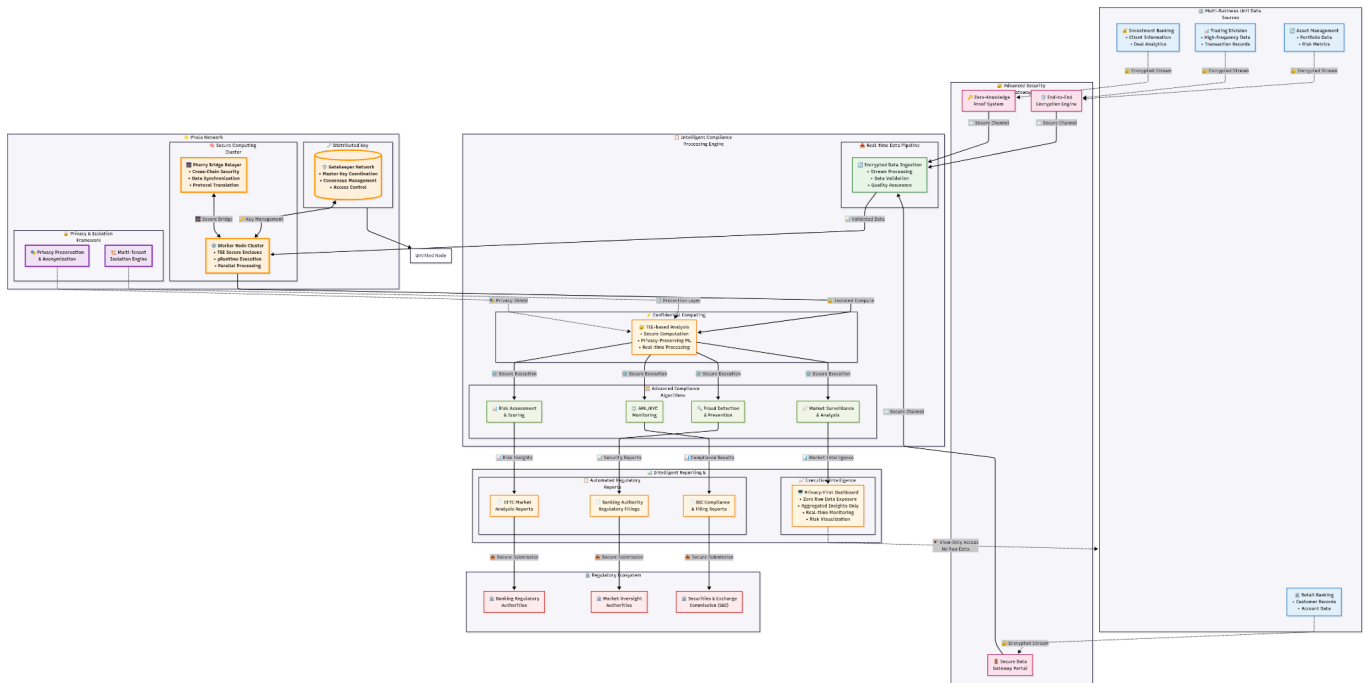 Multi-Business Unit Data
Sources
Investment Banking
• Client Information
• Deal Analytics
Trading Division
• High-Frequency Data
• Transaction Records
Asset Management
• Portfolio Data
• Risk Metrics
Encrypted Stream
Encrypted Stream
Encrypted Stream
Advanced Security
Zero-Knowledge
Proof System
End-to-End
Encryption Engine
Secure Channel
Secure Channel
Phala Network
Secure Computing
Cluster
Pherry Bridge Relayer
• Cross-Chain Security
• Data Synchronization
• Protocol Translation
Distributed Key
Gatekeeper Network
• Master Key Coordination
• Consensus Management
• Access Control
Secure Bridge
Key Management
Privacy & Isolation
Framework
Privacy Preservation
& Anonymization
Multi-Tenant
Isolation Engine
Worker Node Cluster
• TEE Secure Enclaves
• pRuntime Execution
• Parallel Processing
Untitled Node
Intelligent Compliance
Processing Engine
Real-time Data Pipeline
Encrypted Data Ingestion
• Stream Processing
• Data Validation
• Quality Assurance
Validated Data
Privacy Shield
Protection Layer
Isolated Compute
Confidential Computing
TEE-based Analysis
• Secure Computation
• Privacy-Preserving ML
• Real-time Processing
Secure Execution
Secure Execution
Secure Execution
Secure Execution
Advanced Compliance
Algorithms
Risk Assessment
& Scoring
AML/KYC
Monitoring
Fraud Detection
& Prevention
Market Surveillance
& Analysis
Secure Channel
Risk Insights
Security Reports
Compliance Results
Market Intelligence
Intelligent Reporting &
Automated Regulatory
Reports
Executive Intelligence
CFTC Market
Analysis Reports
Banking Authority
Regulatory Filings
SEC Compliance
& Filing Reports
Privacy-First Dashboard
• Zero Raw Data Exposure
• Aggregated Insights Only
• Real-time Monitoring
• Risk Visualization
View-Only Access
No Raw Data
Secure Submission
Secure Submission
Secure Submission
Regulatory Ecosystem
Banking Regulatory
Authorities
Market Oversight
Authorities
Securities & Exchange
Commission (SEC)
Retail Banking
• Customer Records
• Account Data
Encrypted Stream
Secure Data
Gateway Portal